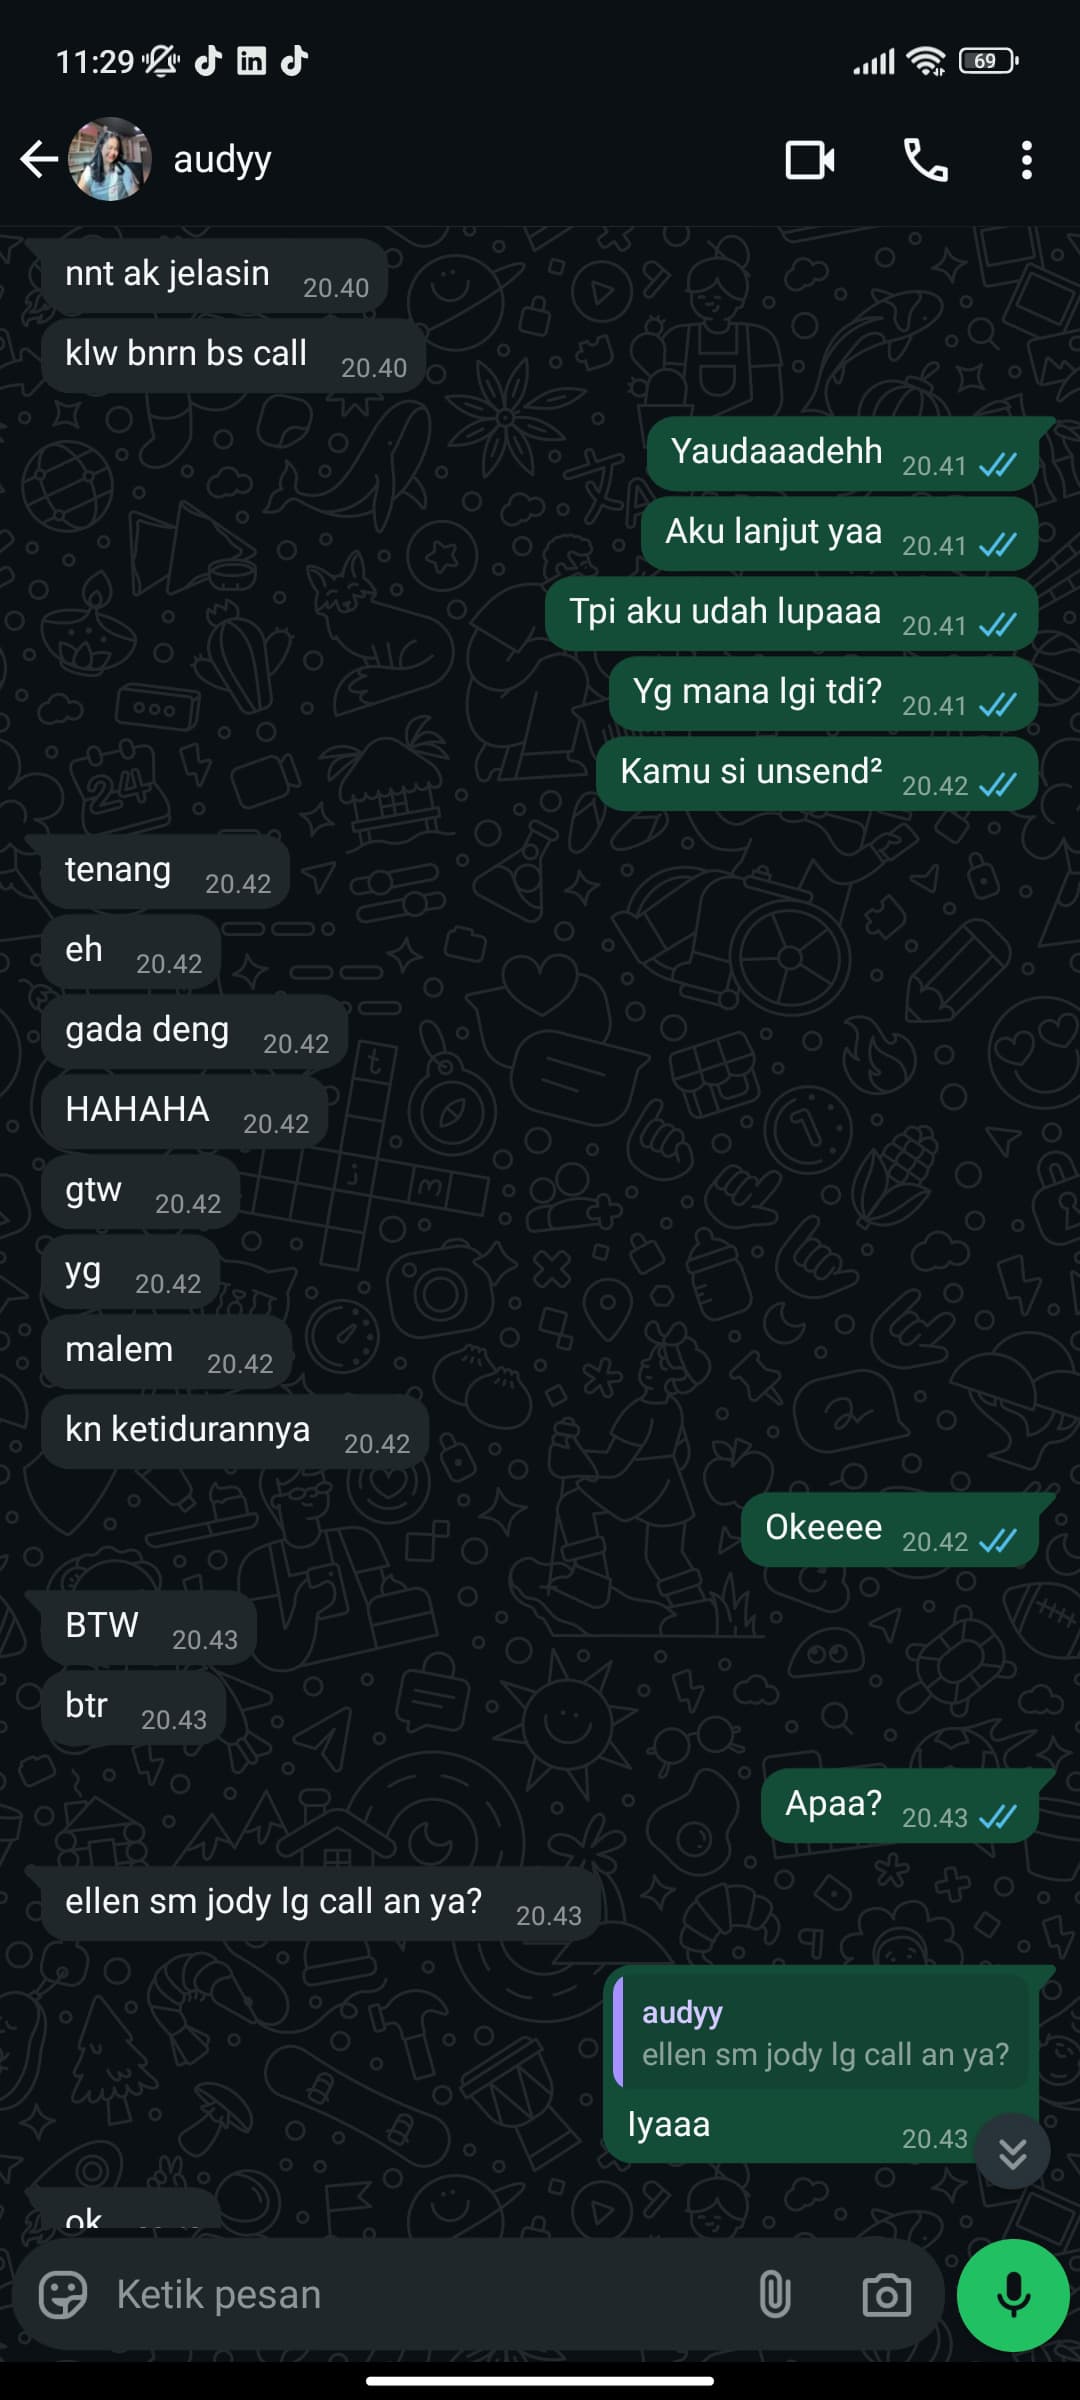 11:29
69
audyy
nnt ak jelasin 20.40
klw bnrn bs call 20.40
Yaudaaadehh 20.41
Aku lanjut yaa 20.41
Tpi aku udah lupaaa 20.41
Yg mana lgi tdi? 20.41
Kamu si unsend² 20.42
tenang 20.42
eh 20.42
gada deng 20.42
HAHAHA 20.42
gtw 20.42
yg 20.42
malem 20.42
kn ketidurannya 20.42
Okeeee 20.42
BTW 20.43
btr 20.43
Apaa? 20.43
ellen sm jody lg call an ya? 20.43
audyy
ellen sm jody lg call an ya?
Iyaaa 20.43
ok
Ketik pesan